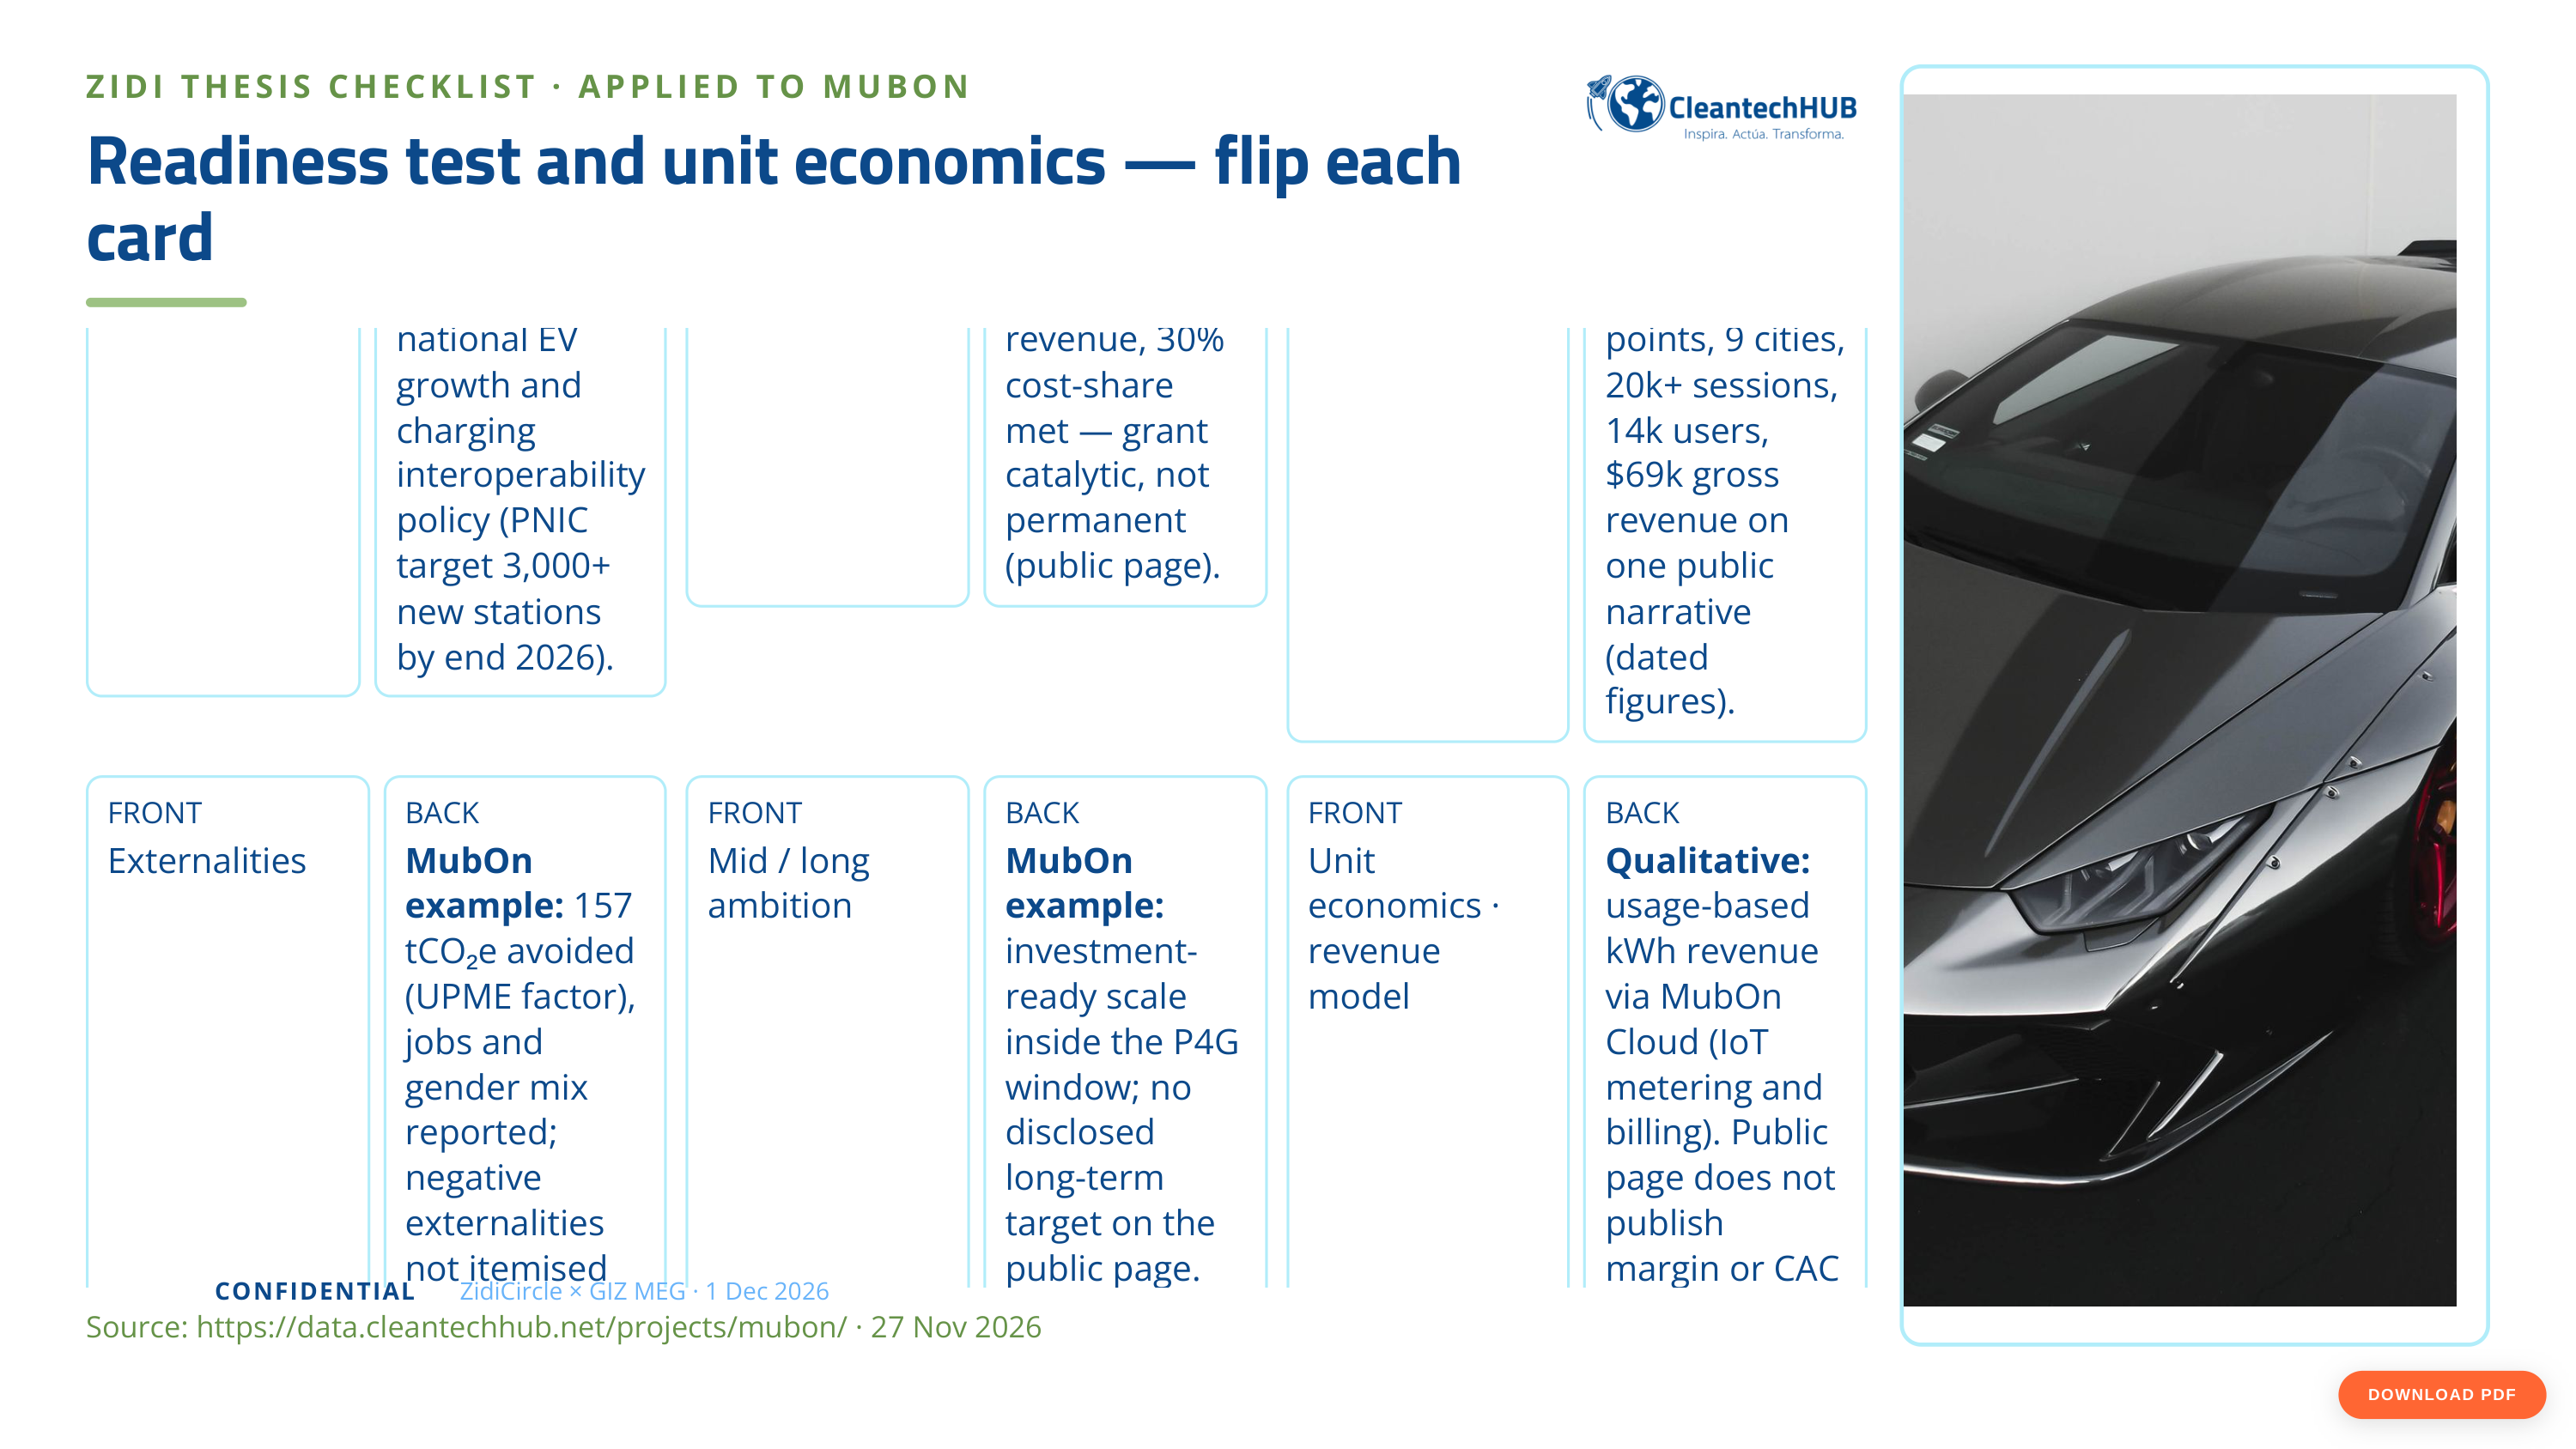 ZIDI THESIS CHECKLIST · APPLIED TO MUBON
CleantechHUB
Inspira. Actúa. Transforma.
Readiness test and unit economics — flip each
card
national EV
growth and
charging
interoperability
policy (PNIC
target 3,000+
new stations
by end 2026).
revenue, 30%
cost-share
met — grant
catalytic, not
permanent
(public page).
points, 9 cities,
20k+ sessions,
14k users,
$69k gross
revenue on
one public
narrative
(dated
figures).
FRONT
Externalities
BACK
MubOn
example: 157
tCO₂e avoided
(UPME factor),
jobs and
gender mix
reported;
negative
externalities
not itemised
FRONT
Mid / long
ambition
BACK
MubOn
example:
investment-
ready scale
inside the P4G
window; no
disclosed
long-term
target on the
public page.
FRONT
Unit
economics ·
revenue
model
BACK
Qualitative:
usage-based
kWh revenue
via MubOn
Cloud (IoT
metering and
billing). Public
page does not
publish
margin or CAC
CONFIDENTIAL ZidiCircle × GIZ MEG · 1 Dec 2026
Source: https://data.cleantechhub.net/projects/mubon/ · 27 Nov 2026
DOWNLOAD PDF